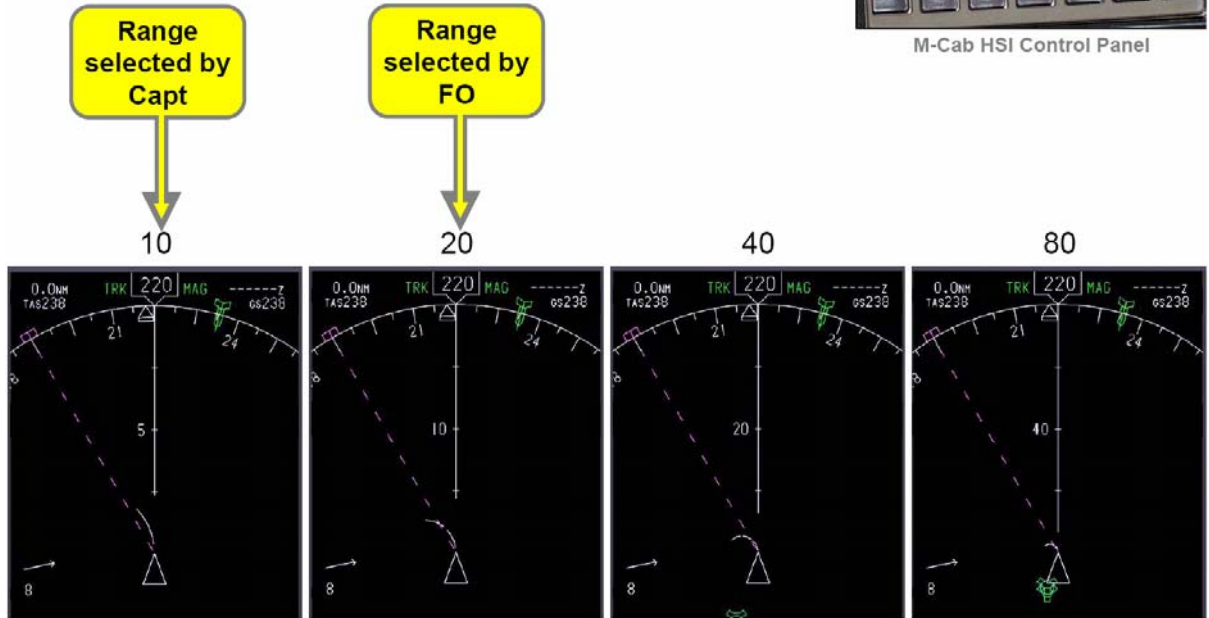 Range
selected by
Capt
Range
selected by
FO
M-Cab HSI Control Panel
10
20
40
80
0.0NM TRK 220 MAG ------Z
TAS238 GS238
21
24
5
8
0.0NM TRK 220 MAG ------Z
TAS238 GS238
21
24
10
8
0.0NM TRK 220 MAG ------Z
TAS238 GS238
21
24
20
8
0.0NM TRK 220 MAG ------Z
TAS238 GS238
21
24
40
8